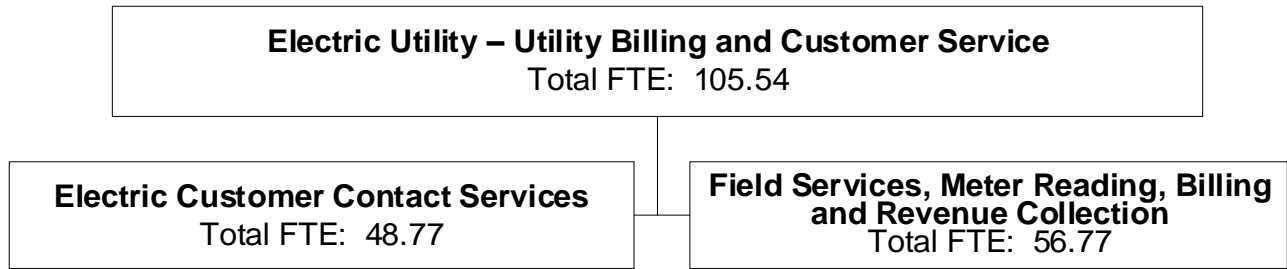 Electric Utility – Utility Billing and Customer Service
Total FTE: 105.54
Electric Customer Contact Services
Total FTE: 48.77
Field Services, Meter Reading, Billing
and Revenue Collection
Total FTE: 56.77